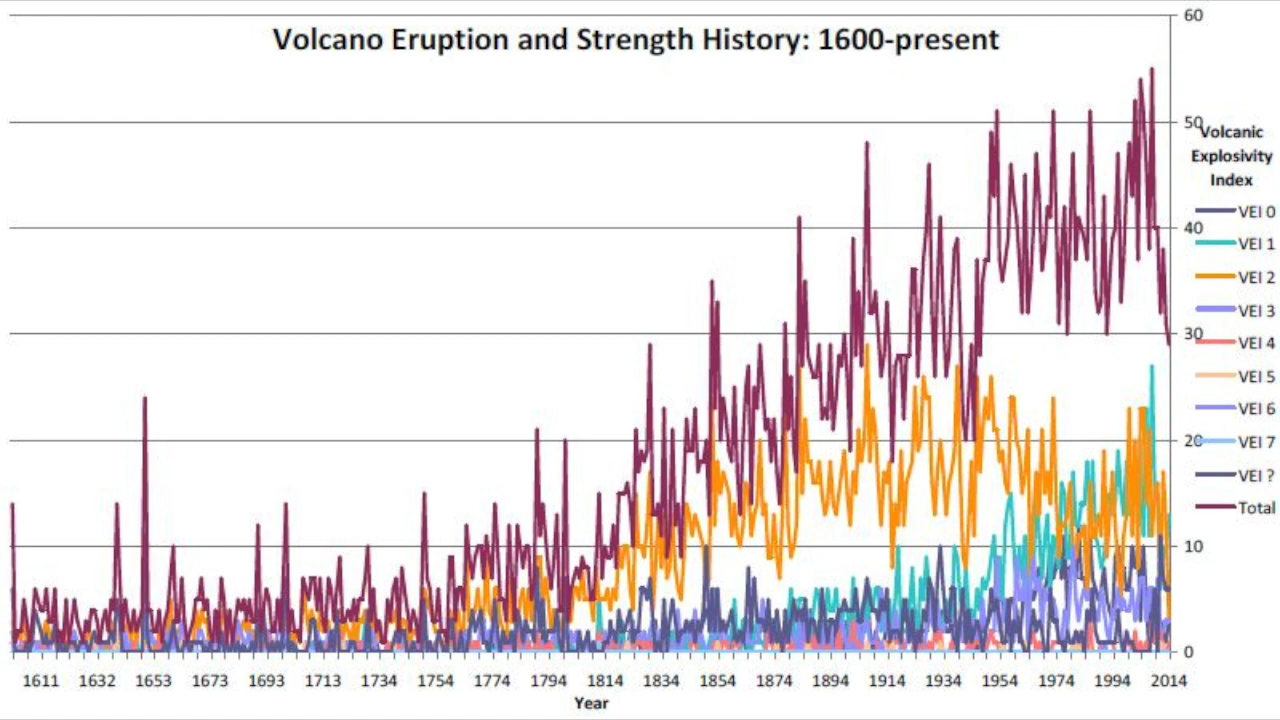 Volcano Eruption and Strength History: 1600-present
60
50
40
30
20
10
0
Volcanic
Explosivity
Index
VEI 0
VEI 1
VEI 2
VEI 3
VEI 4
VEI 5
VEI 6
VEI 7
VEI ?
Total
1611 1632 1653 1673 1693 1713 1734 1754 1774 1794 1814 1834 1854 1874 1894 1914 1934 1954 1974 1994 2014
Year